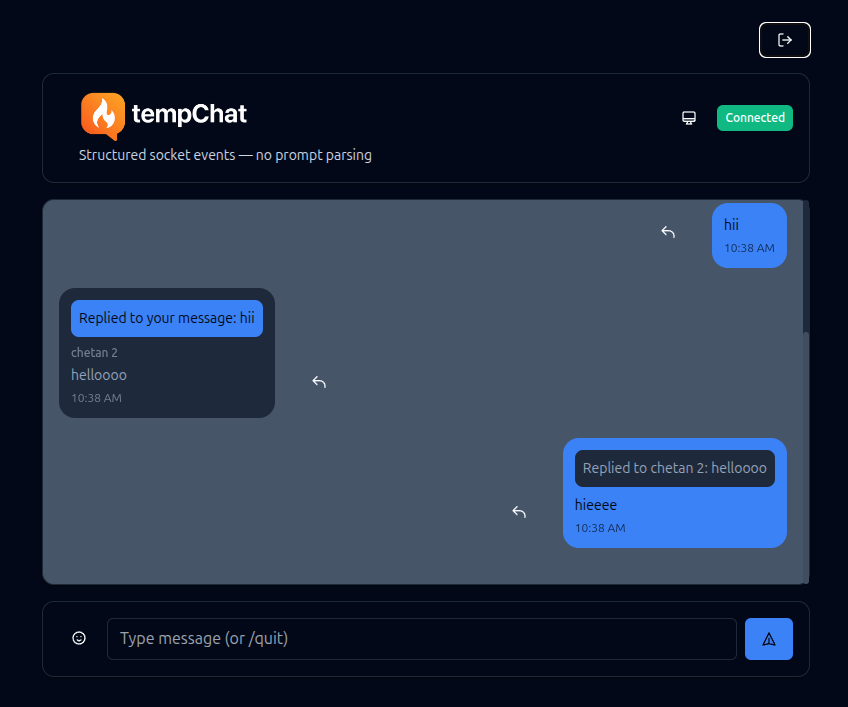 tempChat
Connected
Structured socket events — no prompt parsing
hii
10:38 AM
Replied to your message: hii
chetan 2
helloooo
10:38 AM
Replied to chetan 2: helloooo
hieeee
10:38 AM
Type message (or /quit)